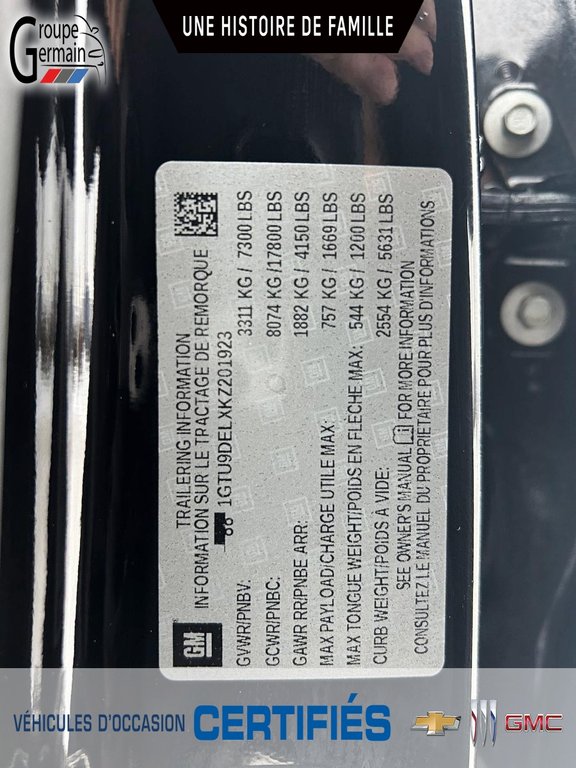 Groupe
Germain
UNE HISTOIRE DE FAMILLE
TRAILERING INFORMATION
INFORMATION SUR LE TRACTAGE DE REMORQUE
1GTU9DELXKZ201923
GM
GVWR/PNBV: 3311 KG / 7300 LBS
GCWR/PNBC: 8074 KG /17800 LBS
GAWR RR/PNBE ARR: 1882 KG / 4150 LBS
MAX PAYLOAD/CHARGE UTILE MAX: 757 KG / 1669 LBS
MAX TONGUE WEIGHT/POIDS EN FLÈCHE MAX: 544 KG / 1200 LBS
CURB WEIGHT/POIDS À VIDE: 2554 KG / 5631 LBS
SEE OWNER'S MANUAL FOR MORE INFORMATION
CONSULTEZ LE MANUEL DU PROPRIETAIRE POUR PLUS D'INFORMATIONS
VÉHICULES D'OCCASION CERTIFIÉS GMC